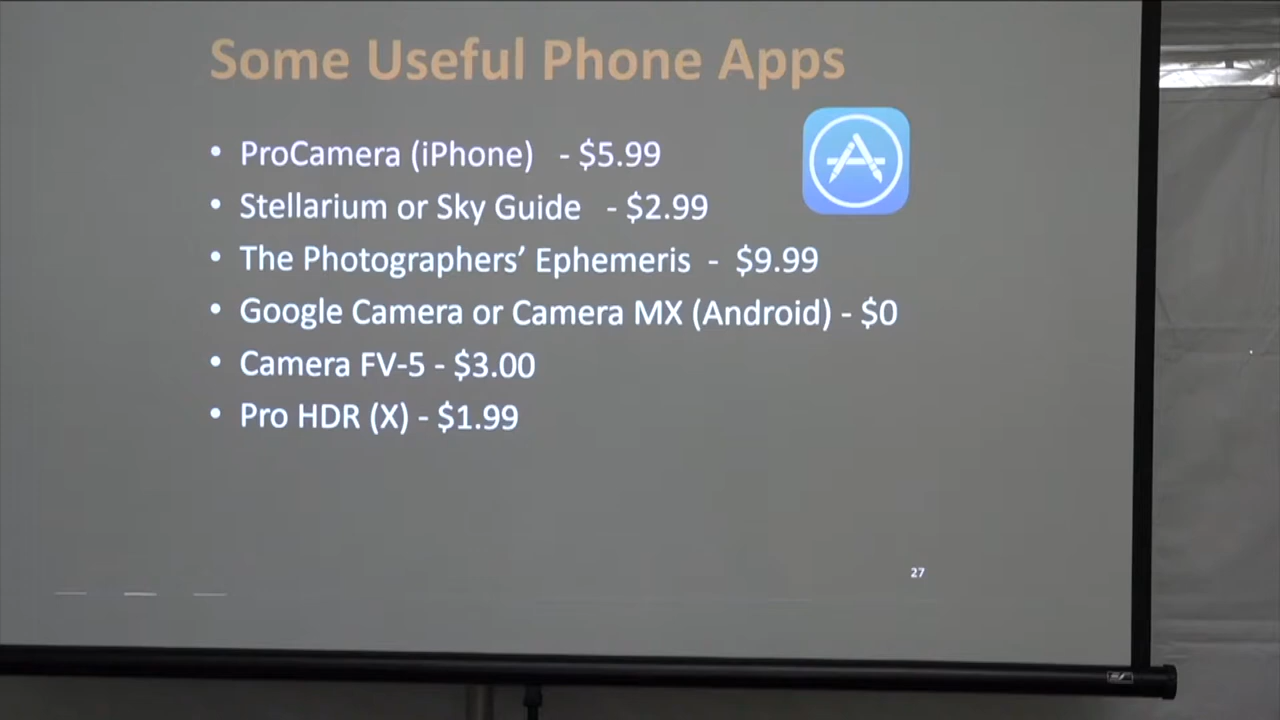 Some Useful Phone Apps
• ProCamera (iPhone) - $5.99
• Stellarium or Sky Guide - $2.99
• The Photographers’ Ephemeris - $9.99
• Google Camera or Camera MX (Android) - $0
• Camera FV-5 - $3.00
• Pro HDR (X) - $1.99
27